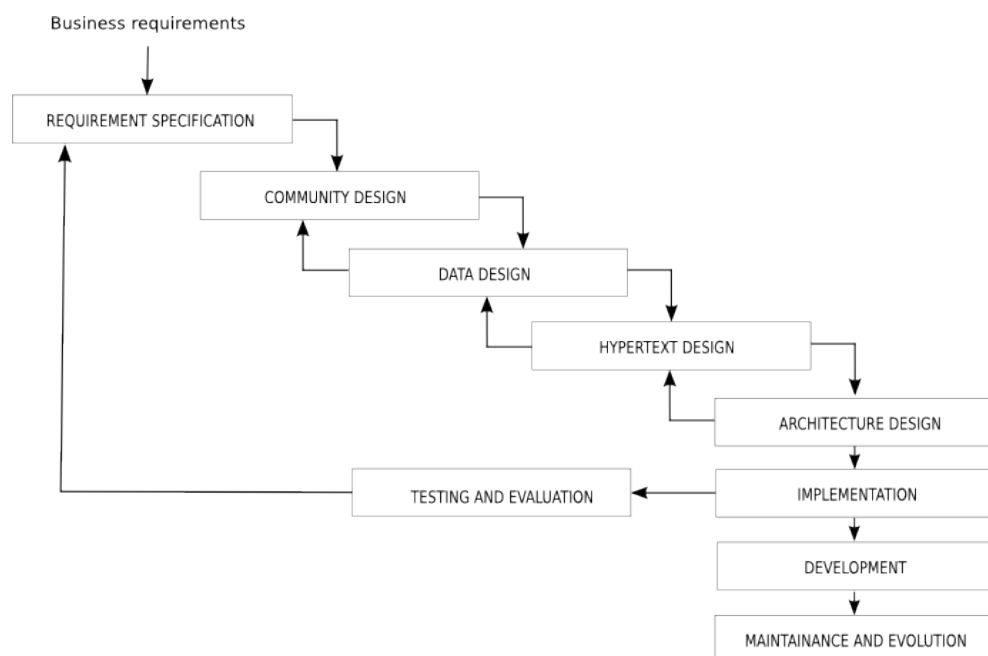 Business requirements
REQUIREMENT SPECIFICATION
COMMUNITY DESIGN
DATA DESIGN
HYPERTEXT DESIGN
ARCHITECTURE DESIGN
TESTING AND EVALUATION
IMPLEMENTATION
DEVELOPMENT
MAINTAINANCE AND EVOLUTION